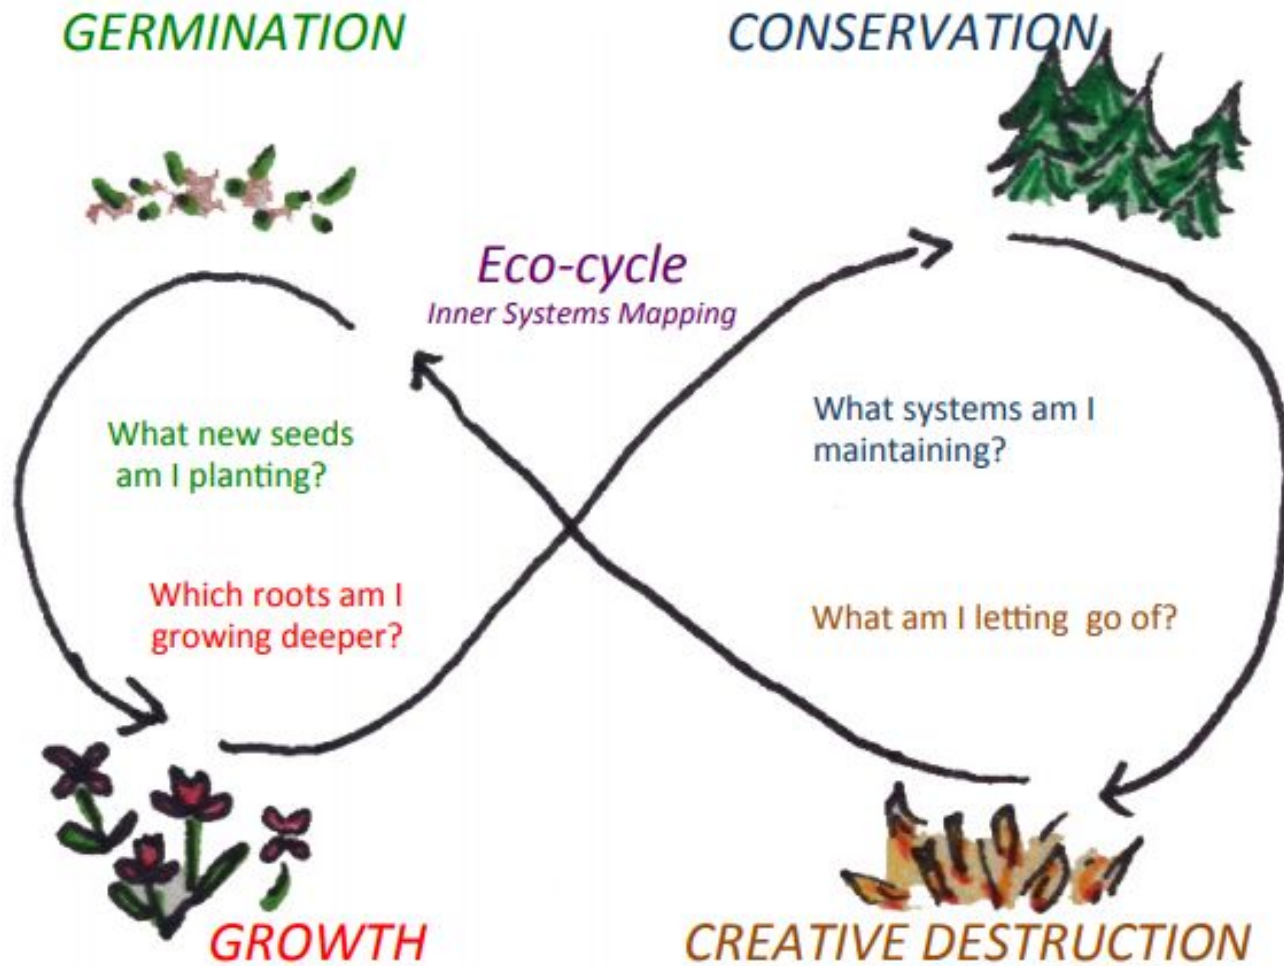 GERMINATION
CONSERVATION
Eco-cycle
Inner Systems Mapping
What new seeds
am I planting?
What systems am I
maintaining?
Which roots am I
growing deeper?
What am I letting go of?
GROWTH
CREATIVE DESTRUCTION